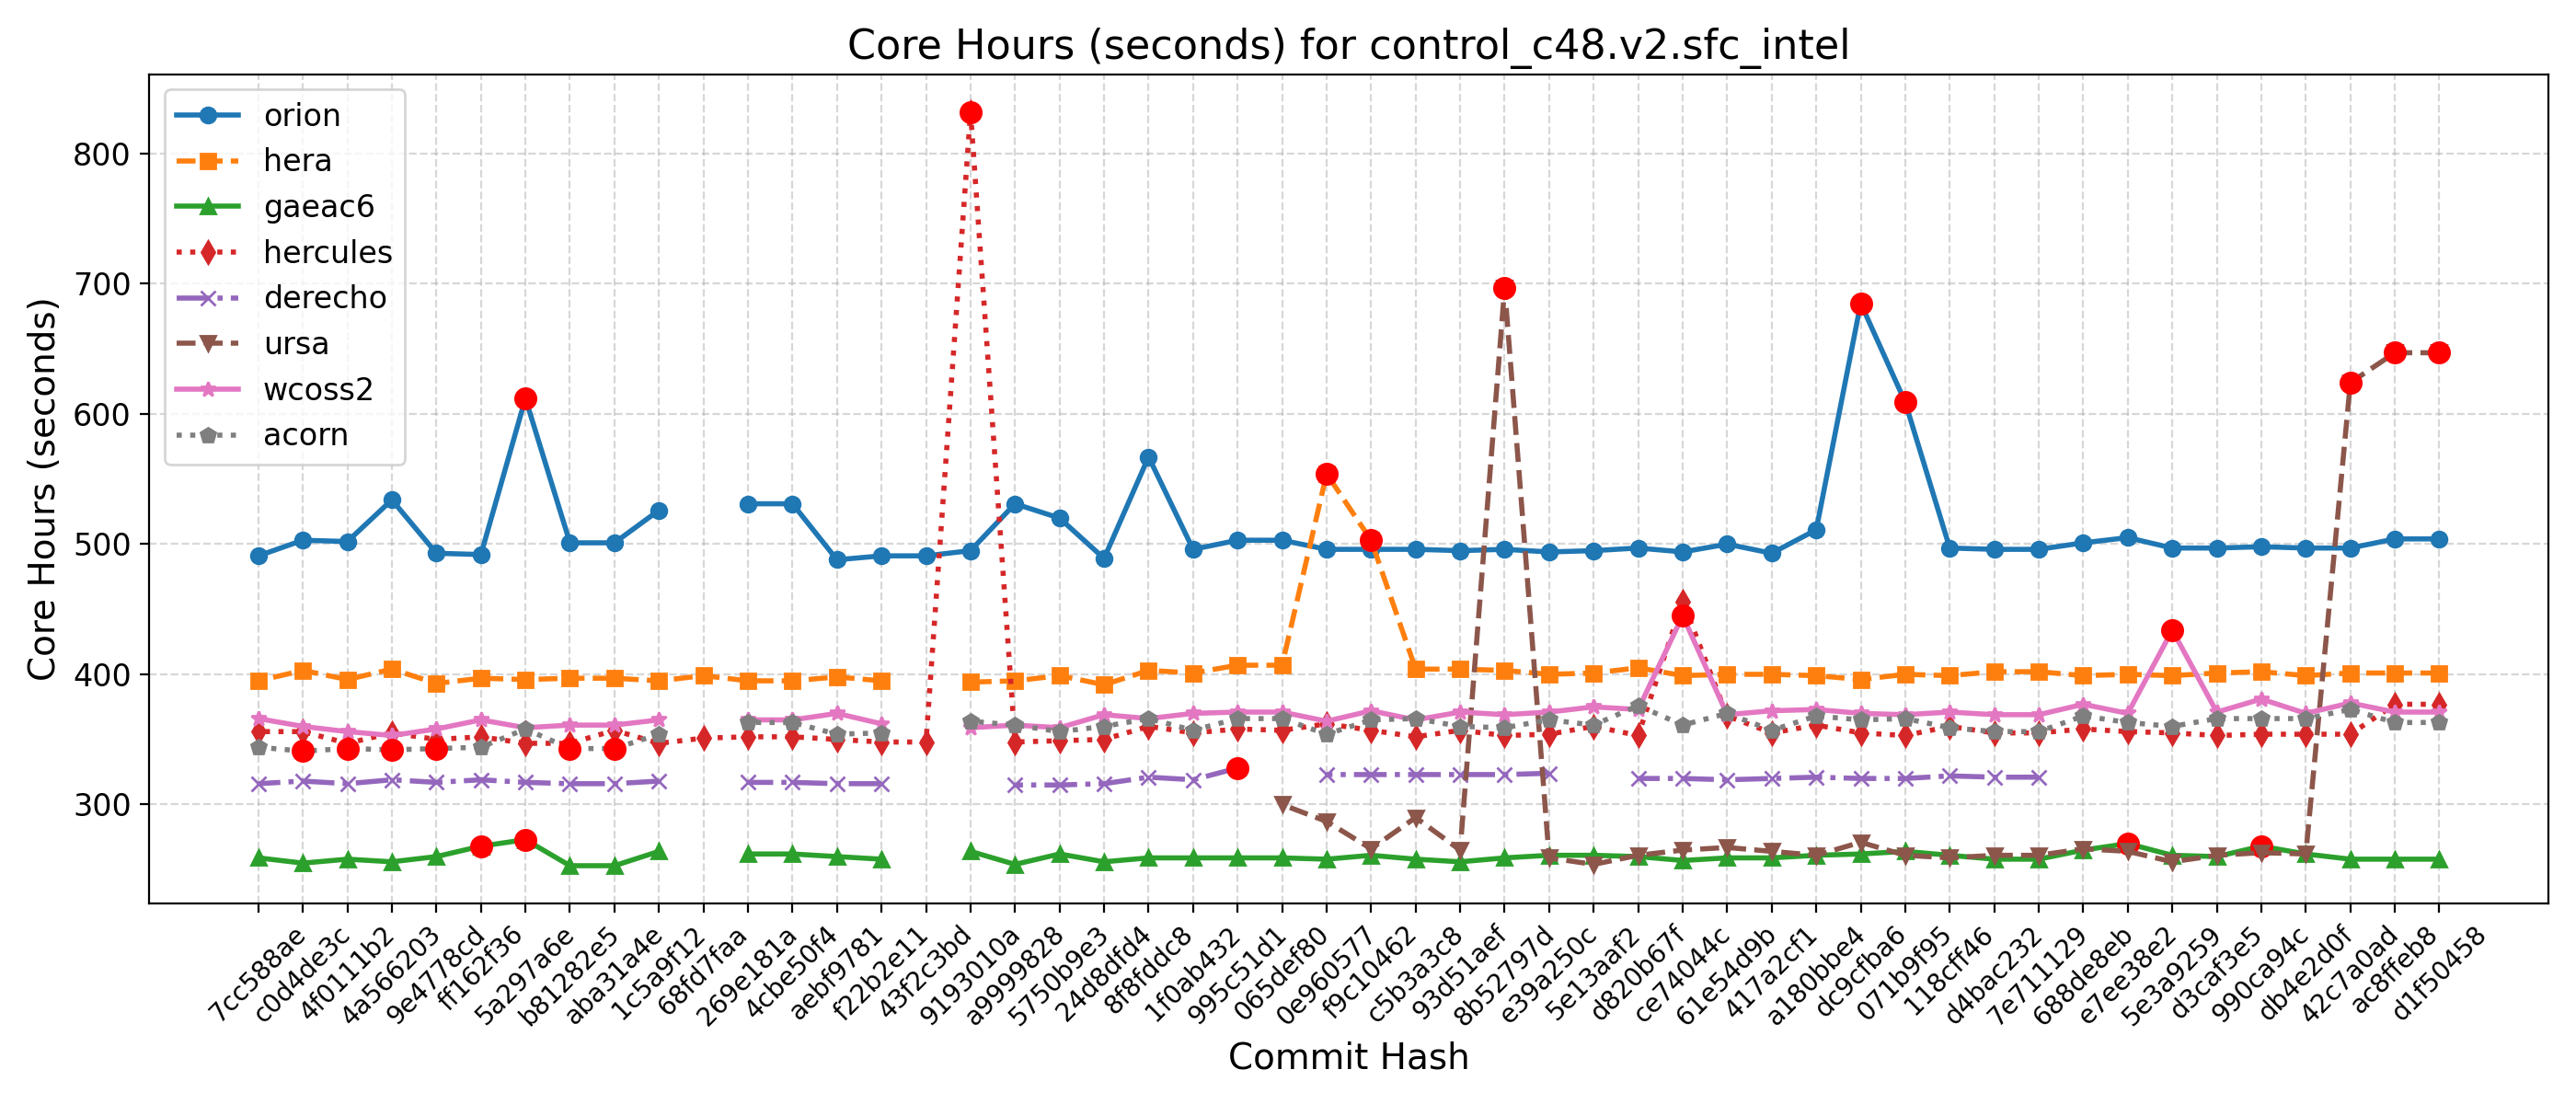 Core Hours (seconds) for control_c48.v2.sfc_intel
orion
hera
gaeac6
hercules
derecho
ursa
wcoss2
acorn
Core Hours (seconds)
800
700
600
500
400
300
7cc588ae
c0d4de3c
4f0111b2
4a566203
9e4778cd
ff162f36
5a297a6e
b81282e5
aba31a4e
1c5a9f12
68fd7faa
269e181a
4cbe50f4
aebf9781
f22b2e11
43f2c3bd
9193010a
a9999828
5750b9e3
24d8dfd4
8f8fddc8
1f0ab432
995c51d1
065def80
0e960577
f9c10462
c5b3a3c8
93d51aef
8b52797d
e39a250c
5e13aaf2
d820b67f
ce74044c
61e54d9b
417a2cf1
a180bbe4
dc9cfba6
071b9f95
118cff46
d4bac232
7e711129
688de8eb
e7ee38e2
5e3a9259
d3caf3e5
990ca94c
db4e2d0f
42c7a0ad
ac8ffeb8
d1f50458
Commit Hash